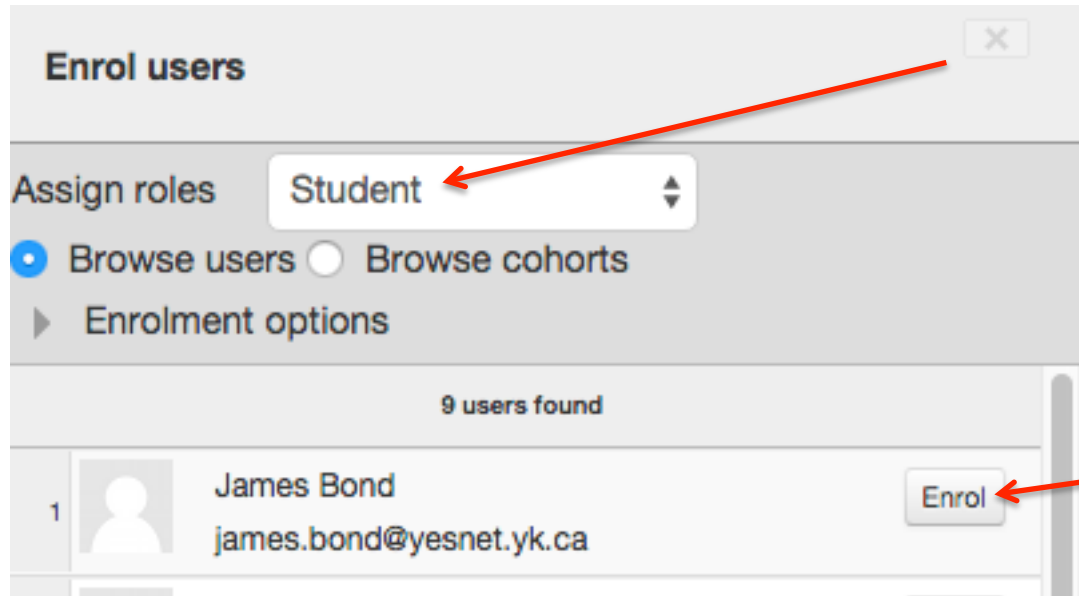 Enrol users
Assign roles Student
Browse users Browse cohorts
Enrolment options
9 users found
1 James Bond Enrol
james.bond@yesnet.yk.ca